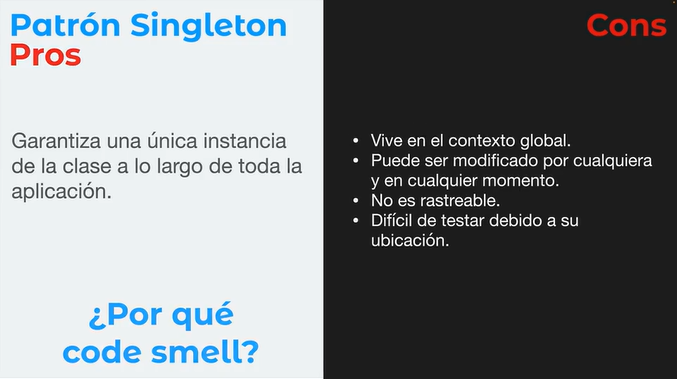 Patrón Singleton
Pros
Garantiza una única instancia
de la clase a lo largo de toda la
aplicación.
¿Por qué
code smell?
Cons
• Vive en el contexto global.
• Puede ser modificado por cualquiera
y en cualquier momento.
• No es rastreable.
• Difícil de testar debido a su
ubicación.